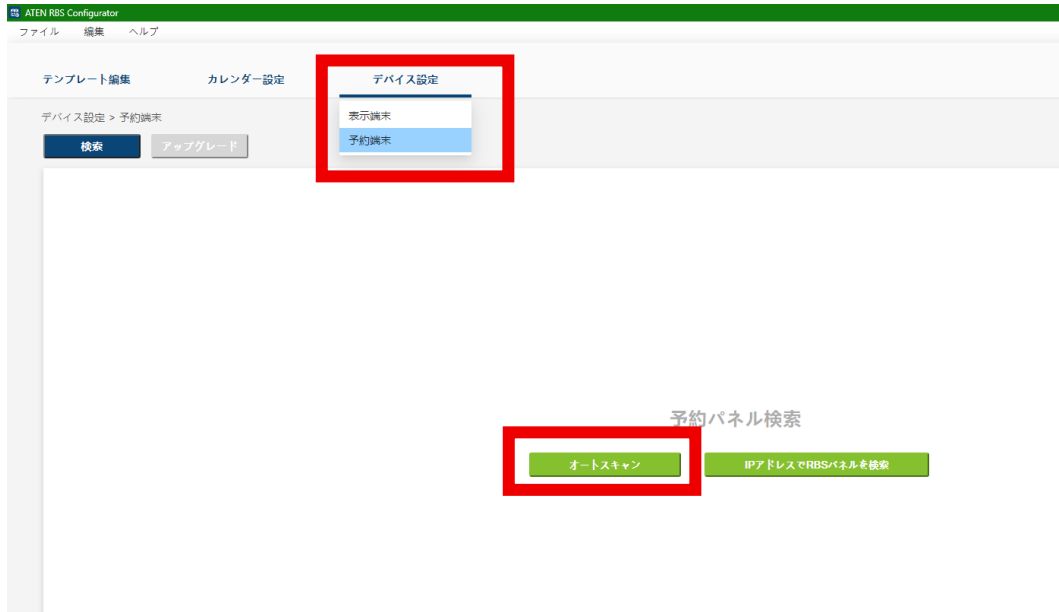 ATEN RBS Configurator
ファイル 編集 ヘルプ
テンプレート編集 カレンダー設定 デバイス設定
表示端末
予約端末
デバイス設定 > 予約端末
検索 アップグレード
予約パネル検索
オートスキャン IPアドレスでRBSパネルを検索